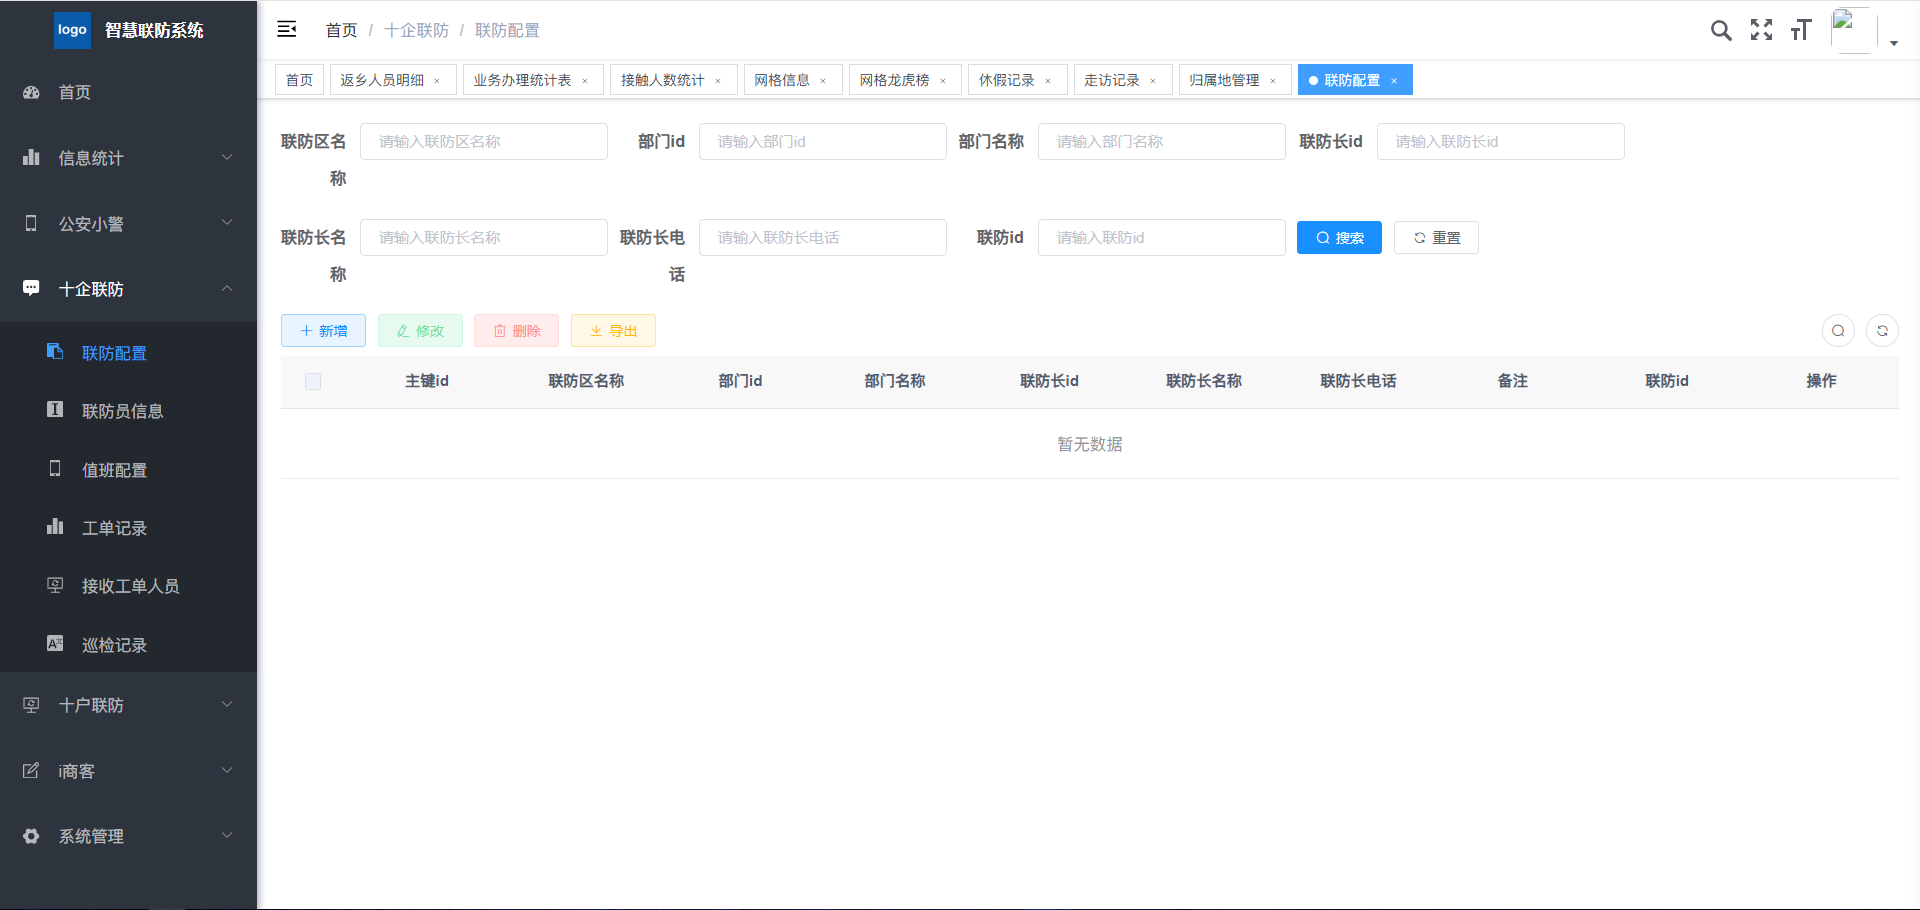 logo 智慧联防系统
首页
信息统计
公安小警
十企联防
联防配置
联防员信息
值班配置
工单记录
接收工单人员
巡检记录
十户联防
i商客
系统管理
首页 / 十企联防 / 联防配置
首页 返乡人员明细 × 业务办理统计表 × 接触人数统计 × 网格信息 × 网格龙虎榜 × 休假记录 × 走访记录 × 归属地管理 × 联防配置 ×
联防区名称 请输入联防区名称 部门id 请输入部门id 部门名称 请输入部门名称 联防长id 请输入联防长id
联防长名称 请输入联防长名称 联防长电话 请输入联防长电话 联防id 请输入联防id 搜索 重置
新增 修改 删除 导出
主键id 联防区名称 部门id 部门名称 联防长id 联防长名称 联防长电话 备注 联防id 操作
暂无数据